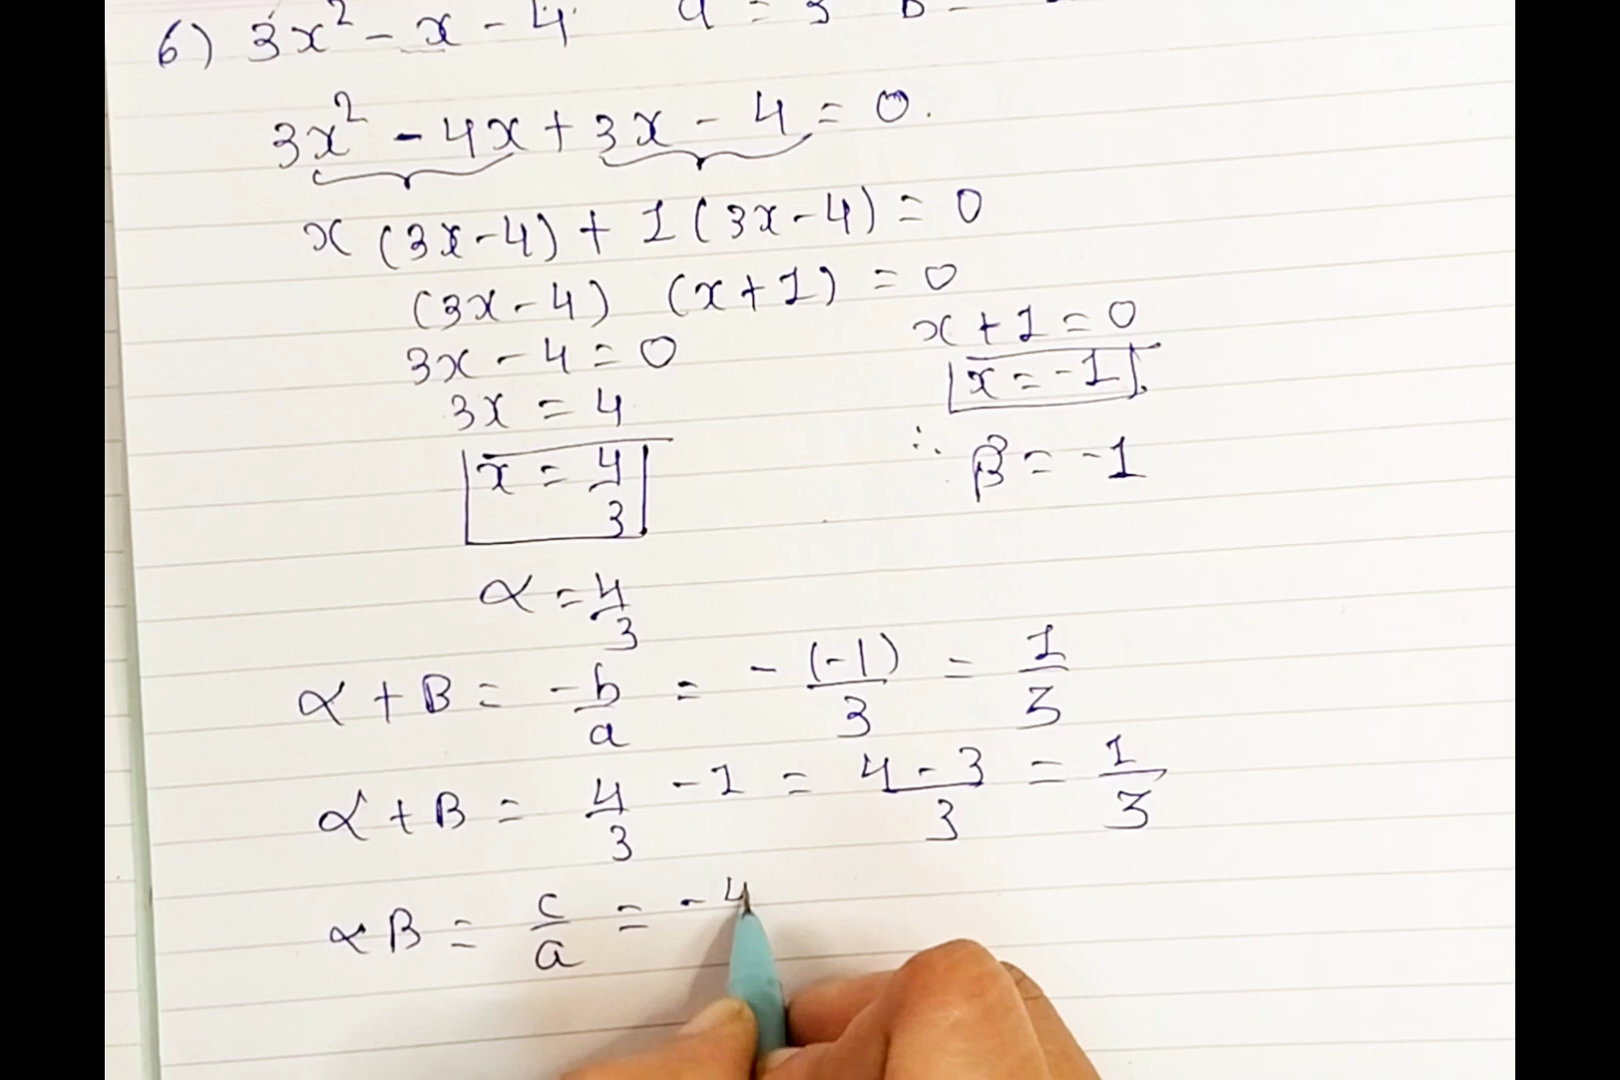 6) 3x² - x - 4 a = 3 b =
3x² - 4x + 3x - 4 = 0.
x (3x - 4) + 1 (3x - 4) = 0
(3x - 4) (x + 1) = 0
3x - 4 = 0
3x = 4
x = 4/3
x + 1 = 0
x = -1.
∴ β = -1
α = 4/3
α + B = -b/a = -(-1)/3 = 1/3
α + B = 4/3 - 1 = 4 - 3/3 = 1/3
αB = c/a = -4